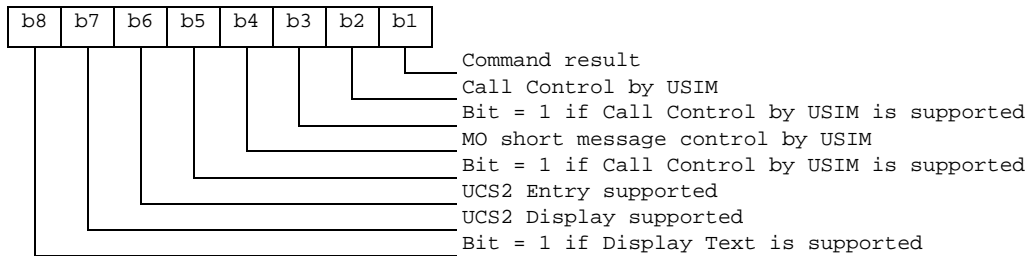 b8 b7 b6 b5 b4 b3 b2 b1
Command result
Call Control by USIM
Bit = 1 if Call Control by USIM is supported
MO short message control by USIM
Bit = 1 if Call Control by USIM is supported
UCS2 Entry supported
UCS2 Display supported
Bit = 1 if Display Text is supported